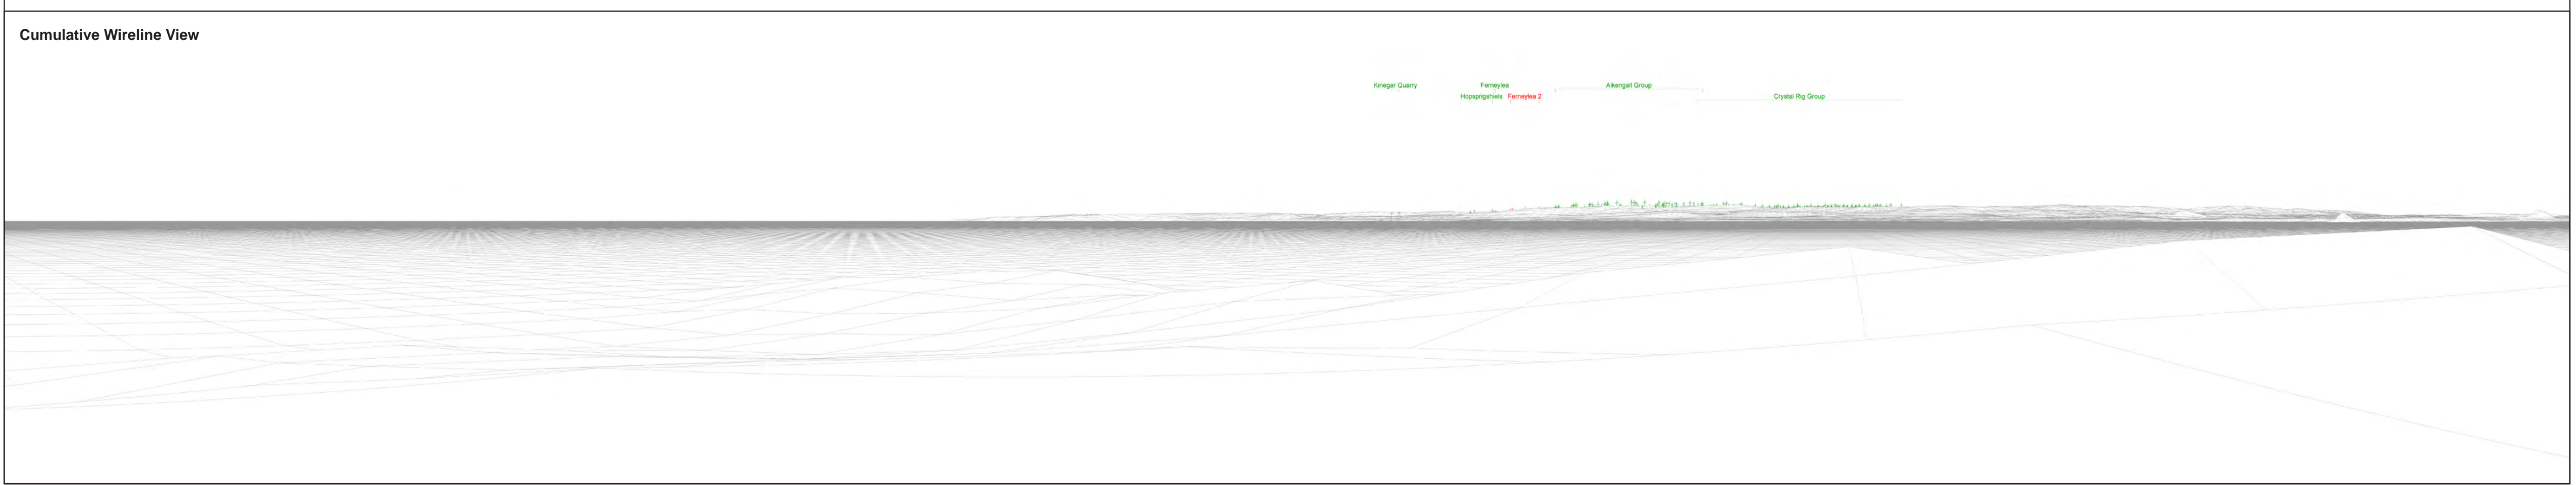 Cumulative Wireline View
Kinegar Quarry
Ferneylea
Aikengall Group
Hopsprigshiels
Ferneylea 2
Crystal Rig Group